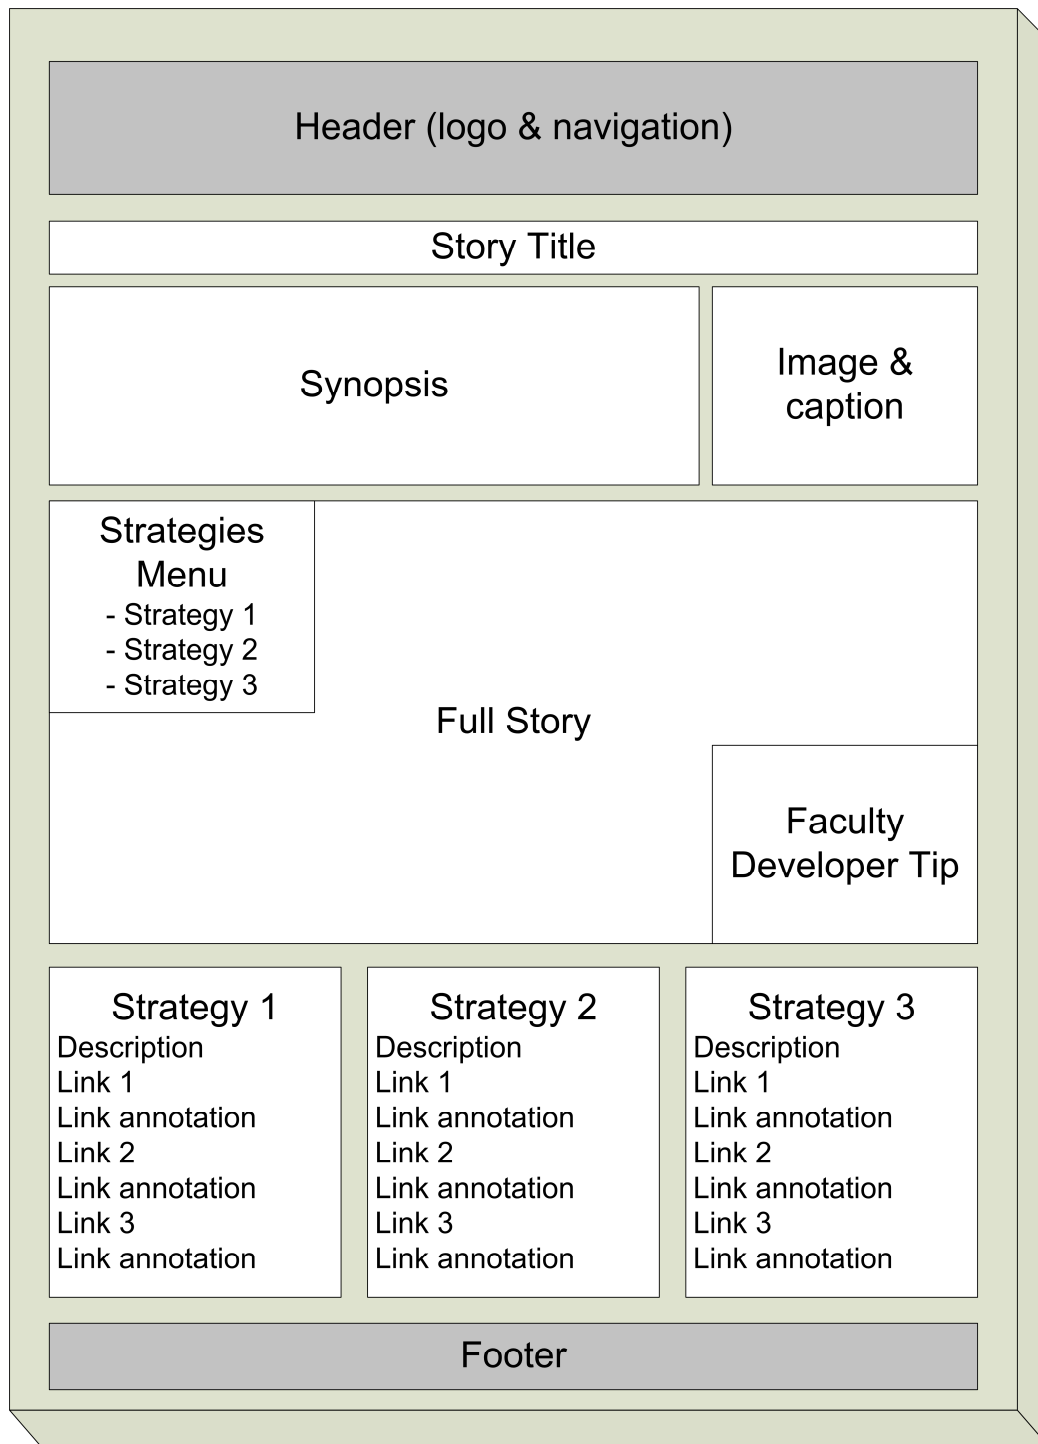 Header (logo & navigation)
Story Title
Synopsis
Image &
caption
Strategies
Menu
- Strategy 1
- Strategy 2
- Strategy 3
Full Story
Faculty
Developer Tip
Strategy 1
Description
Link 1
Link annotation
Link 2
Link annotation
Link 3
Link annotation
Strategy 2
Description
Link 1
Link annotation
Link 2
Link annotation
Link 3
Link annotation
Strategy 3
Description
Link 1
Link annotation
Link 2
Link annotation
Link 3
Link annotation
Footer